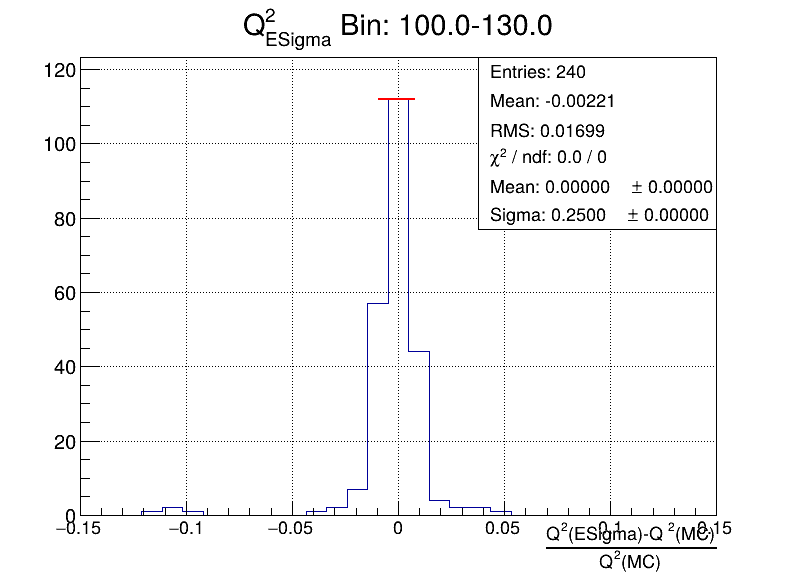 Q²ESigma Bin: 100.0-130.0
Entries: 240
Mean: -0.00221
RMS: 0.01699
χ² / ndf: 0.0 / 0
Mean: 0.00000 ± 0.00000
Sigma: 0.2500 ± 0.00000
120
100
80
60
40
20
0
−0.15 −0.1 −0.05 0 0.05 0.1 0.15
Q²(ESigma)-Q²(MC)
Q²(MC)